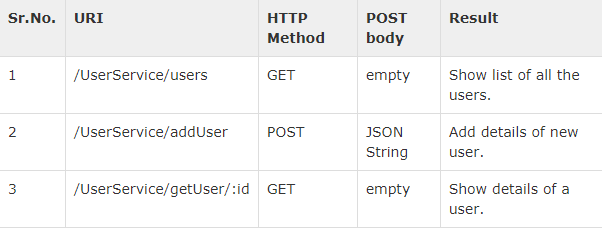 Sr.No. URI HTTP Method POST body Result
1 /UserService/users GET empty Show list of all the users.
2 /UserService/addUser POST JSON String Add details of new user.
3 /UserService/getUser/:id GET empty Show details of a user.